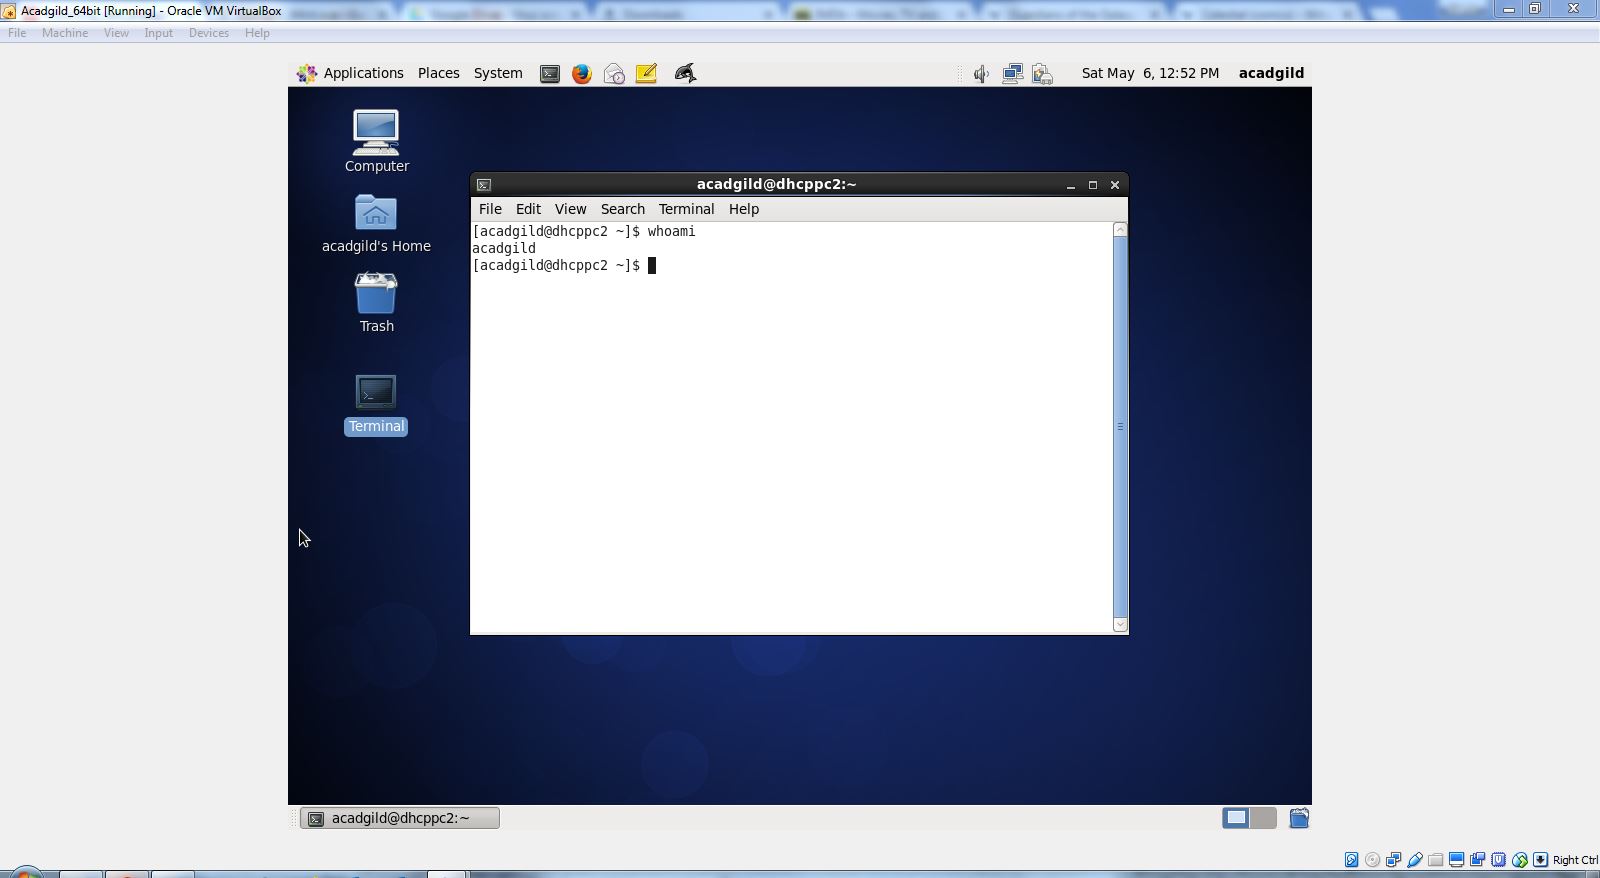 Acadgild_64bit [Running] - Oracle VM VirtualBox
File Machine View Input Devices Help
Applications Places System Sat May 6, 12:52 PM acadgild
Computer
acadgild's Home
Trash
Terminal
acadgild@dhcppc2:~
File Edit View Search Terminal Help
[acadgild@dhcppc2 ~]$ whoami
acadgild
[acadgild@dhcppc2 ~]$
acadgild@dhcppc2:~
Right Ctrl